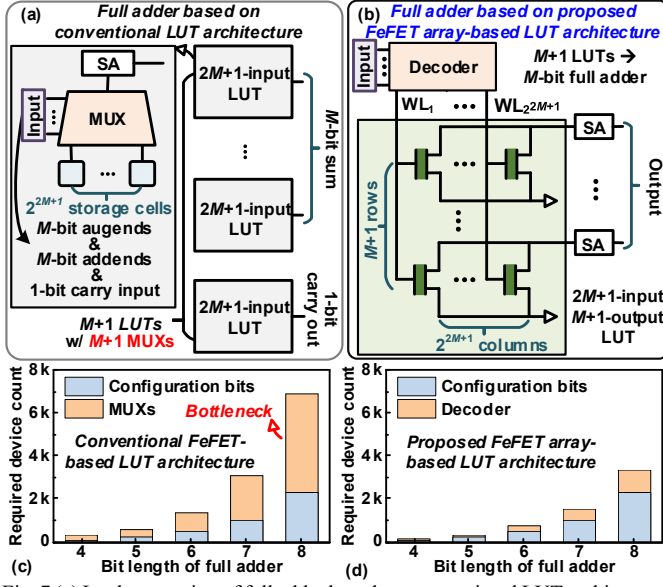 (a)
Full adder based on
conventional LUT architecture
SA
Input
MUX
...
2^{2M+1} storage cells
M-bit augends
&
M-bit addends
&
1-bit carry input
2M+1-input
LUT
⋮
2M+1-input
LUT
2M+1-input
LUT
M-bit sum
1-bit
carry out
M+1 LUTs
w/ M+1 MUXs
(b)
Full adder based on proposed
FeFET array-based LUT architecture
Input
Decoder
M+1 LUTs →
M-bit full adder
WL_1 ... WL_{2^{2M+1}}
SA
SA
Output
M+1 rows
2^{2M+1} columns
2M+1-input
M+1-output
LUT
Required device count
8k
6k
4k
2k
0
Configuration bits
MUXs
Bottleneck
Conventional FeFET-
based LUT architecture
4 5 6 7 8
Bit length of full adder
(c)
Required device count
8k
6k
4k
2k
0
Configuration bits
Decoder
Proposed FeFET array-
based LUT architecture
4 5 6 7 8
Bit length of full adder
(d)